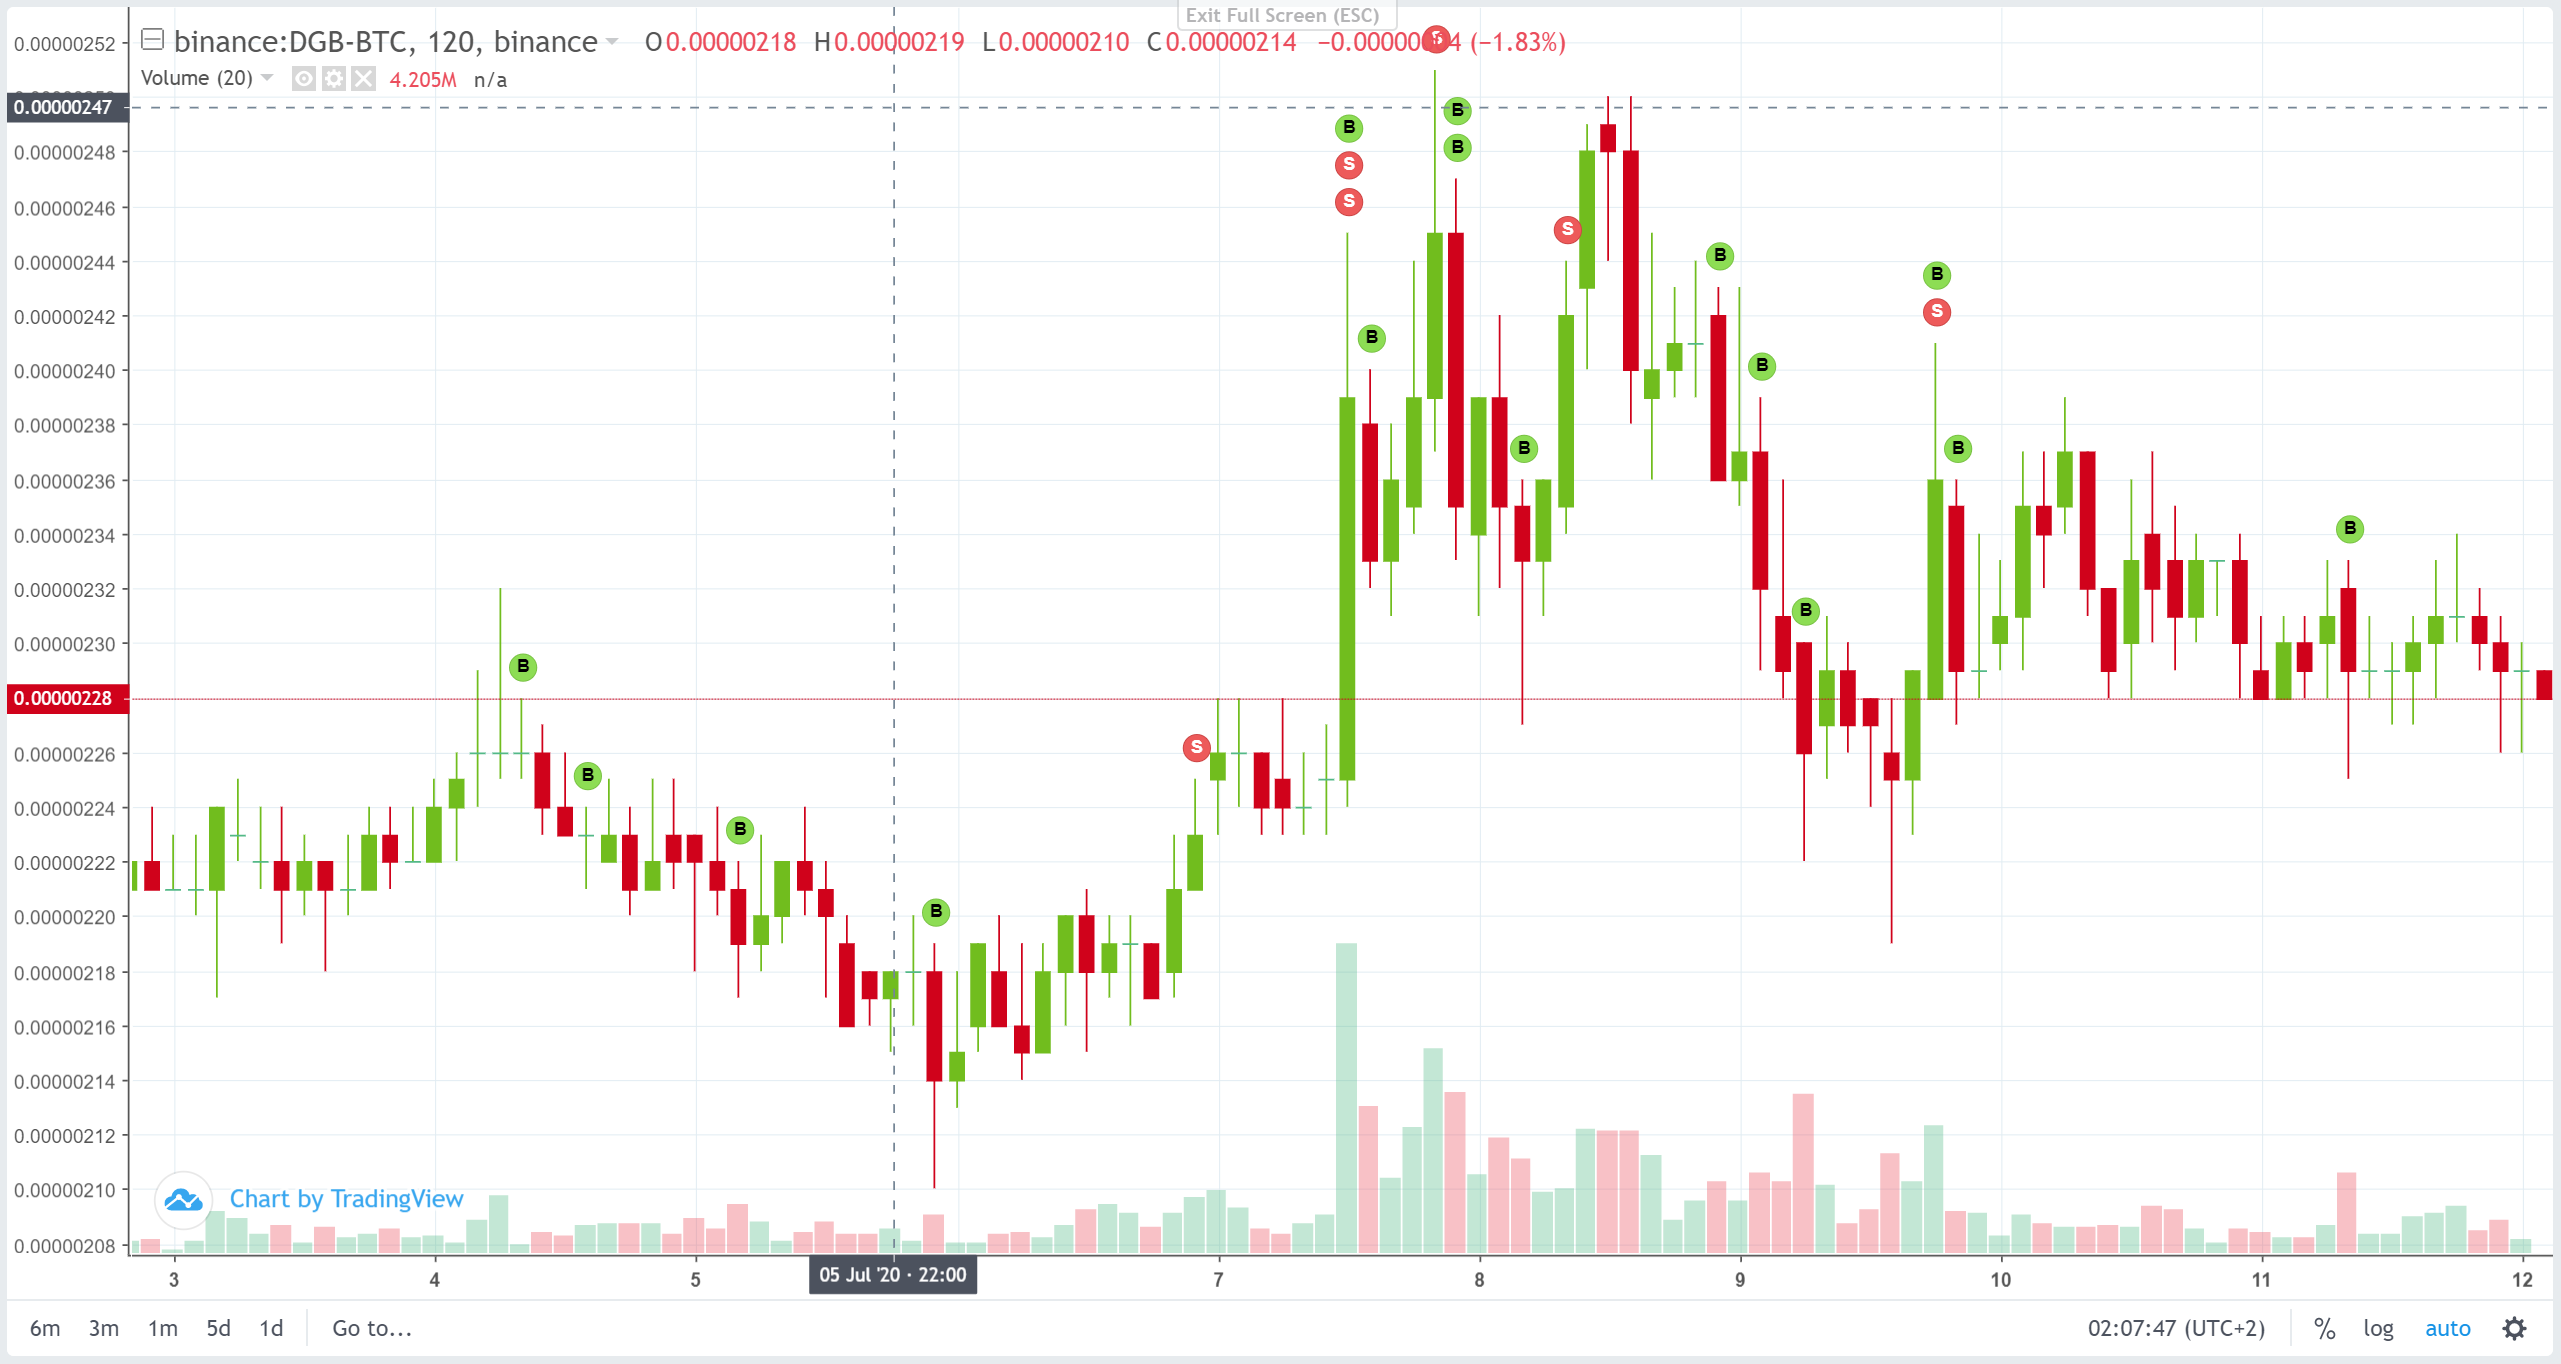 Exit Full Screen (ESC)
binance:DGB-BTC, 120, binance O0.00000218 H0.00000219 L0.00000210 C0.00000214 (−1.83%)
Volume (20) 4.205M n/a
0.00000252
0.00000247
0.00000248
0.00000246
0.00000244
0.00000242
0.00000240
0.00000238
0.00000236
0.00000234
0.00000232
0.00000230
0.00000228
0.00000226
0.00000224
0.00000222
0.00000220
0.00000218
0.00000216
0.00000214
0.00000212
0.00000210
0.00000208
B
B
B
B
S
B
S
S
B
B
B
B
S
B
B
B
B
S
B
B
Chart by TradingView
3 4 5 05 Jul '20 · 22:00 7 8 9 10 11 12
6m 3m 1m 5d 1d Go to... 02:07:47 (UTC+2) % log auto